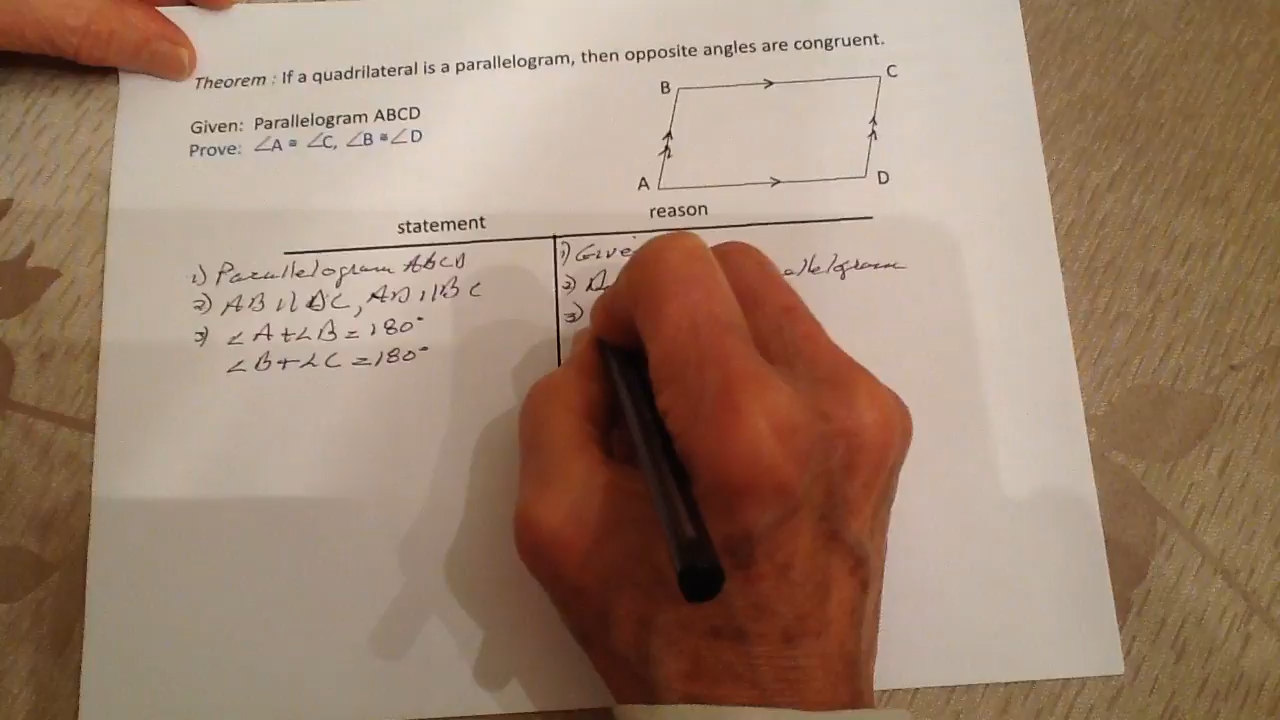 Theorem : If a quadrilateral is a parallelogram, then opposite angles are congruent.
Given: Parallelogram ABCD
Prove: ∠A ≅ ∠C, ∠B ≅ ∠D
B
C
A
D
statement
reason
1) Parallelogram ABCD
1) Give
2) AB || DC, AD || BC
2)
3) ∠A + ∠B = 180°
3)
∠B + ∠C = 180°